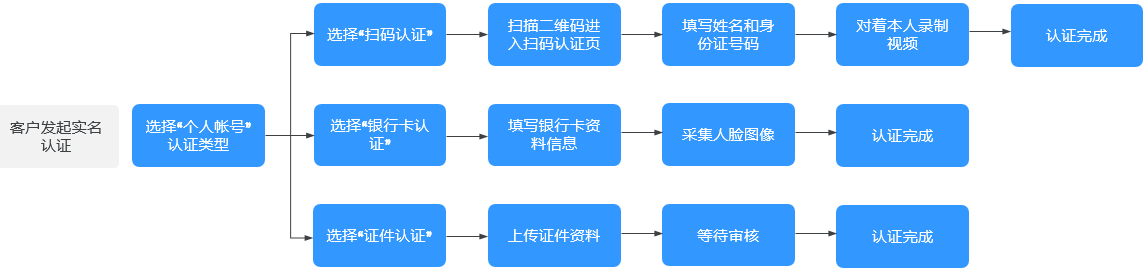 客户发起实名
认证
选择“个人帐号”
认证类型
选择“扫码认证”
扫描二维码进
入扫码认证页
填写姓名和身
份证号码
对着本人录制
视频
认证完成
选择“银行卡认
证”
填写银行卡资
料信息
采集人脸图像
认证完成
选择“证件认证”
上传证件资料
等待审核
认证完成